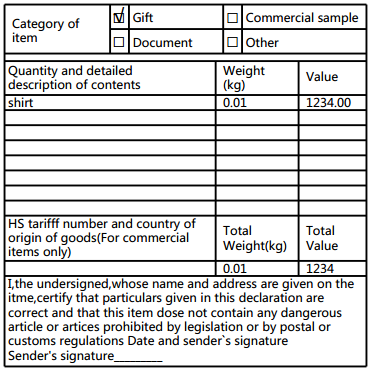 Category of item
☑ Gift ☐ Commercial sample
☐ Document ☐ Other
Quantity and detailed description of contents Weight (kg) Value
shirt 0.01 1234.00
HS tarifff number and country of origin of goods(For commercial items only) Total Weight(kg) Total Value
0.01 1234
I,the undersigned,whose name and address are given on the
itme,certify that particulars given in this declaration are
correct and that this item dose not contain any dangerous
article or artices prohibited by legislation or by postal or
customs regulations Date and sender`s signature
Sender's signature_________